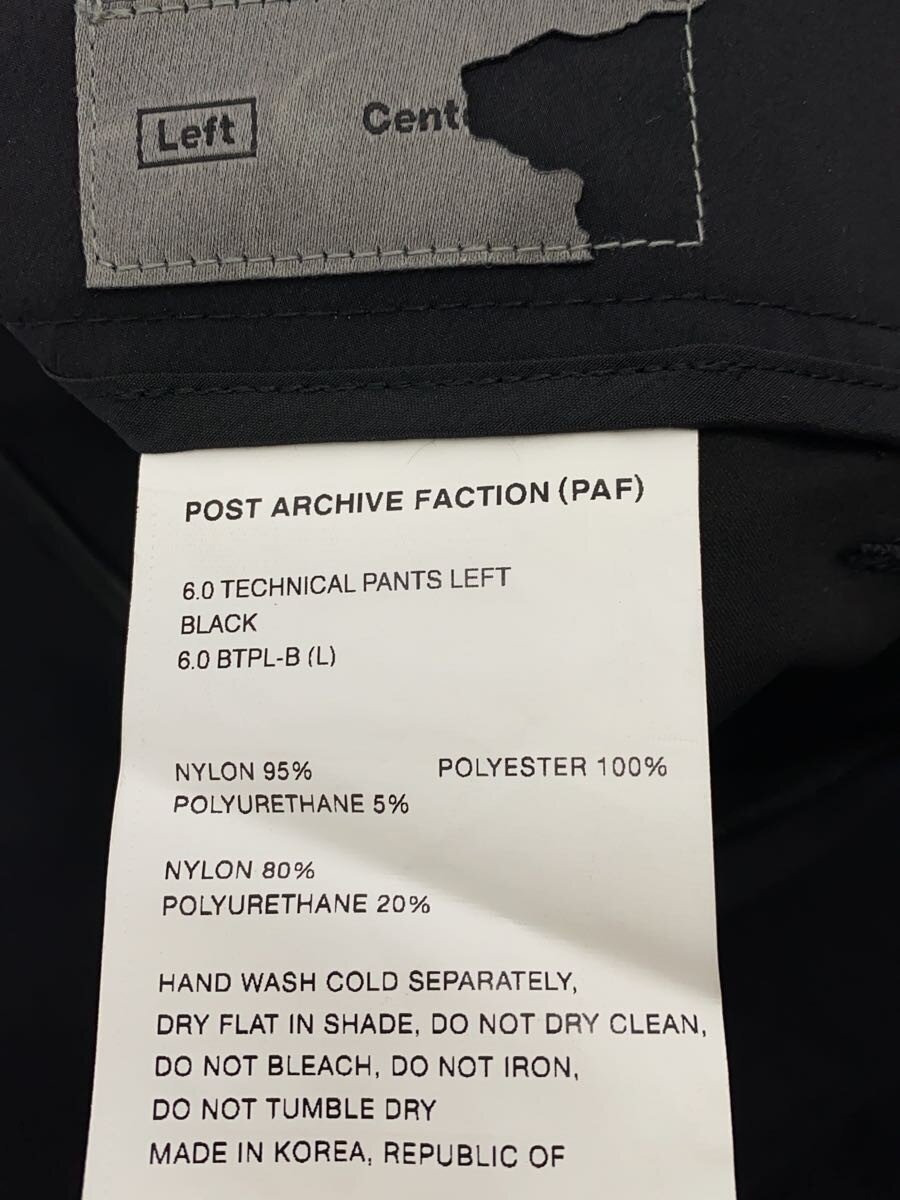 Left
POST ARCHIVE FACTION (PAF)
6.0 TECHNICAL PANTS LEFT
BLACK
6.0 BTPL-B (L)
NYLON 95% POLYESTER 100%
POLYURETHANE 5%
NYLON 80%
POLYURETHANE 20%
HAND WASH COLD SEPARATELY,
DRY FLAT IN SHADE, DO NOT DRY CLEAN,
DO NOT BLEACH, DO NOT IRON,
DO NOT TUMBLE DRY
MADE IN KOREA, REPUBLIC OF